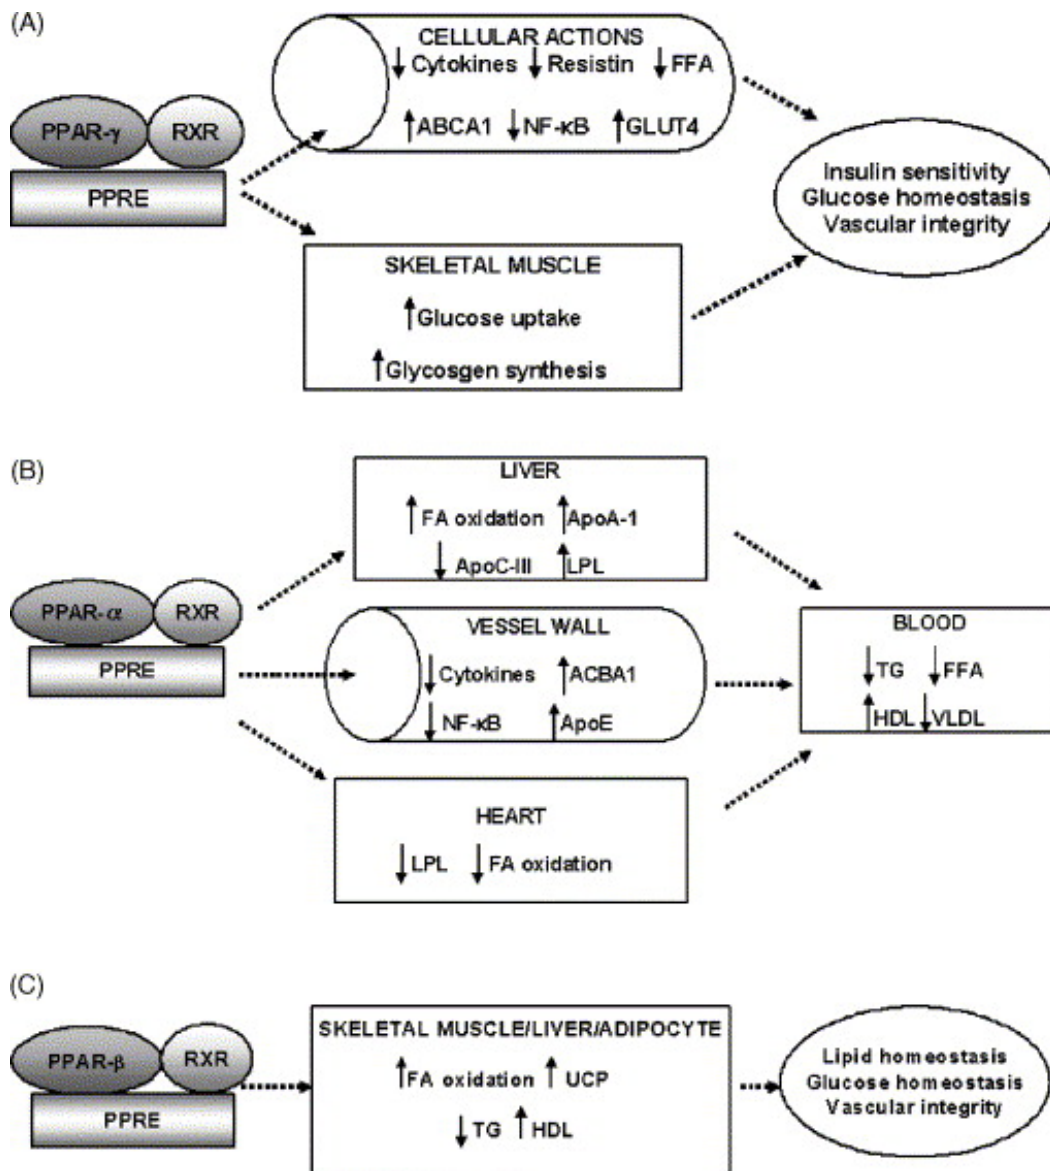 (A)
CELLULAR ACTIONS
↓Cytokines ↓Resistin ↓FFA
↑ABCA1 ↓NF-κB ↑GLUT4
PPAR-γ RXR
PPRE
Insulin sensitivity
Glucose homeostasis
Vascular integrity
SKELETAL MUSCLE
↑Glucose uptake
↑Glycosgen synthesis
(B)
LIVER
↑FA oxidation ↑ApoA-1
↓ApoC-III ↑LPL
PPAR-α RXR
PPRE
VESSEL WALL
↓Cytokines ↑ACBA1
↓NF-κB ↑ApoE
BLOOD
↓TG ↓FFA
↑HDL ↓VLDL
HEART
↓LPL ↓FA oxidation
(C)
PPAR-β RXR
PPRE
SKELETAL MUSCLE/LIVER/ADIPOCYTE
↑FA oxidation ↑UCP
↓TG ↑HDL
Lipid homeostasis
Glucose homeostasis
Vascular integrity